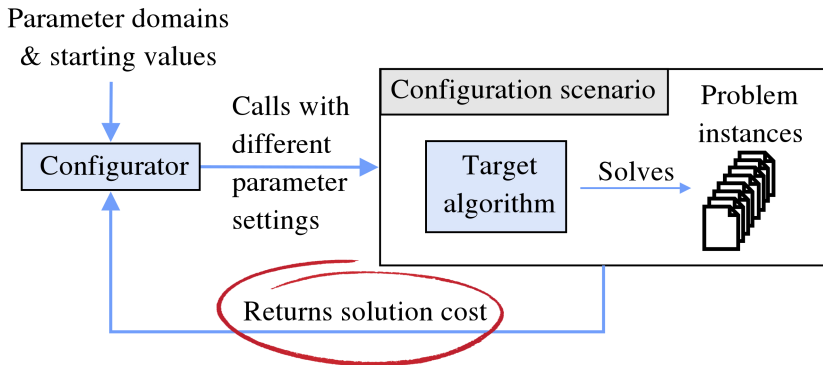 Parameter domains
& starting values
Configurator
Calls with
different
parameter
settings
Configuration scenario
Target
algorithm
Solves
Problem
instances
Returns solution cost